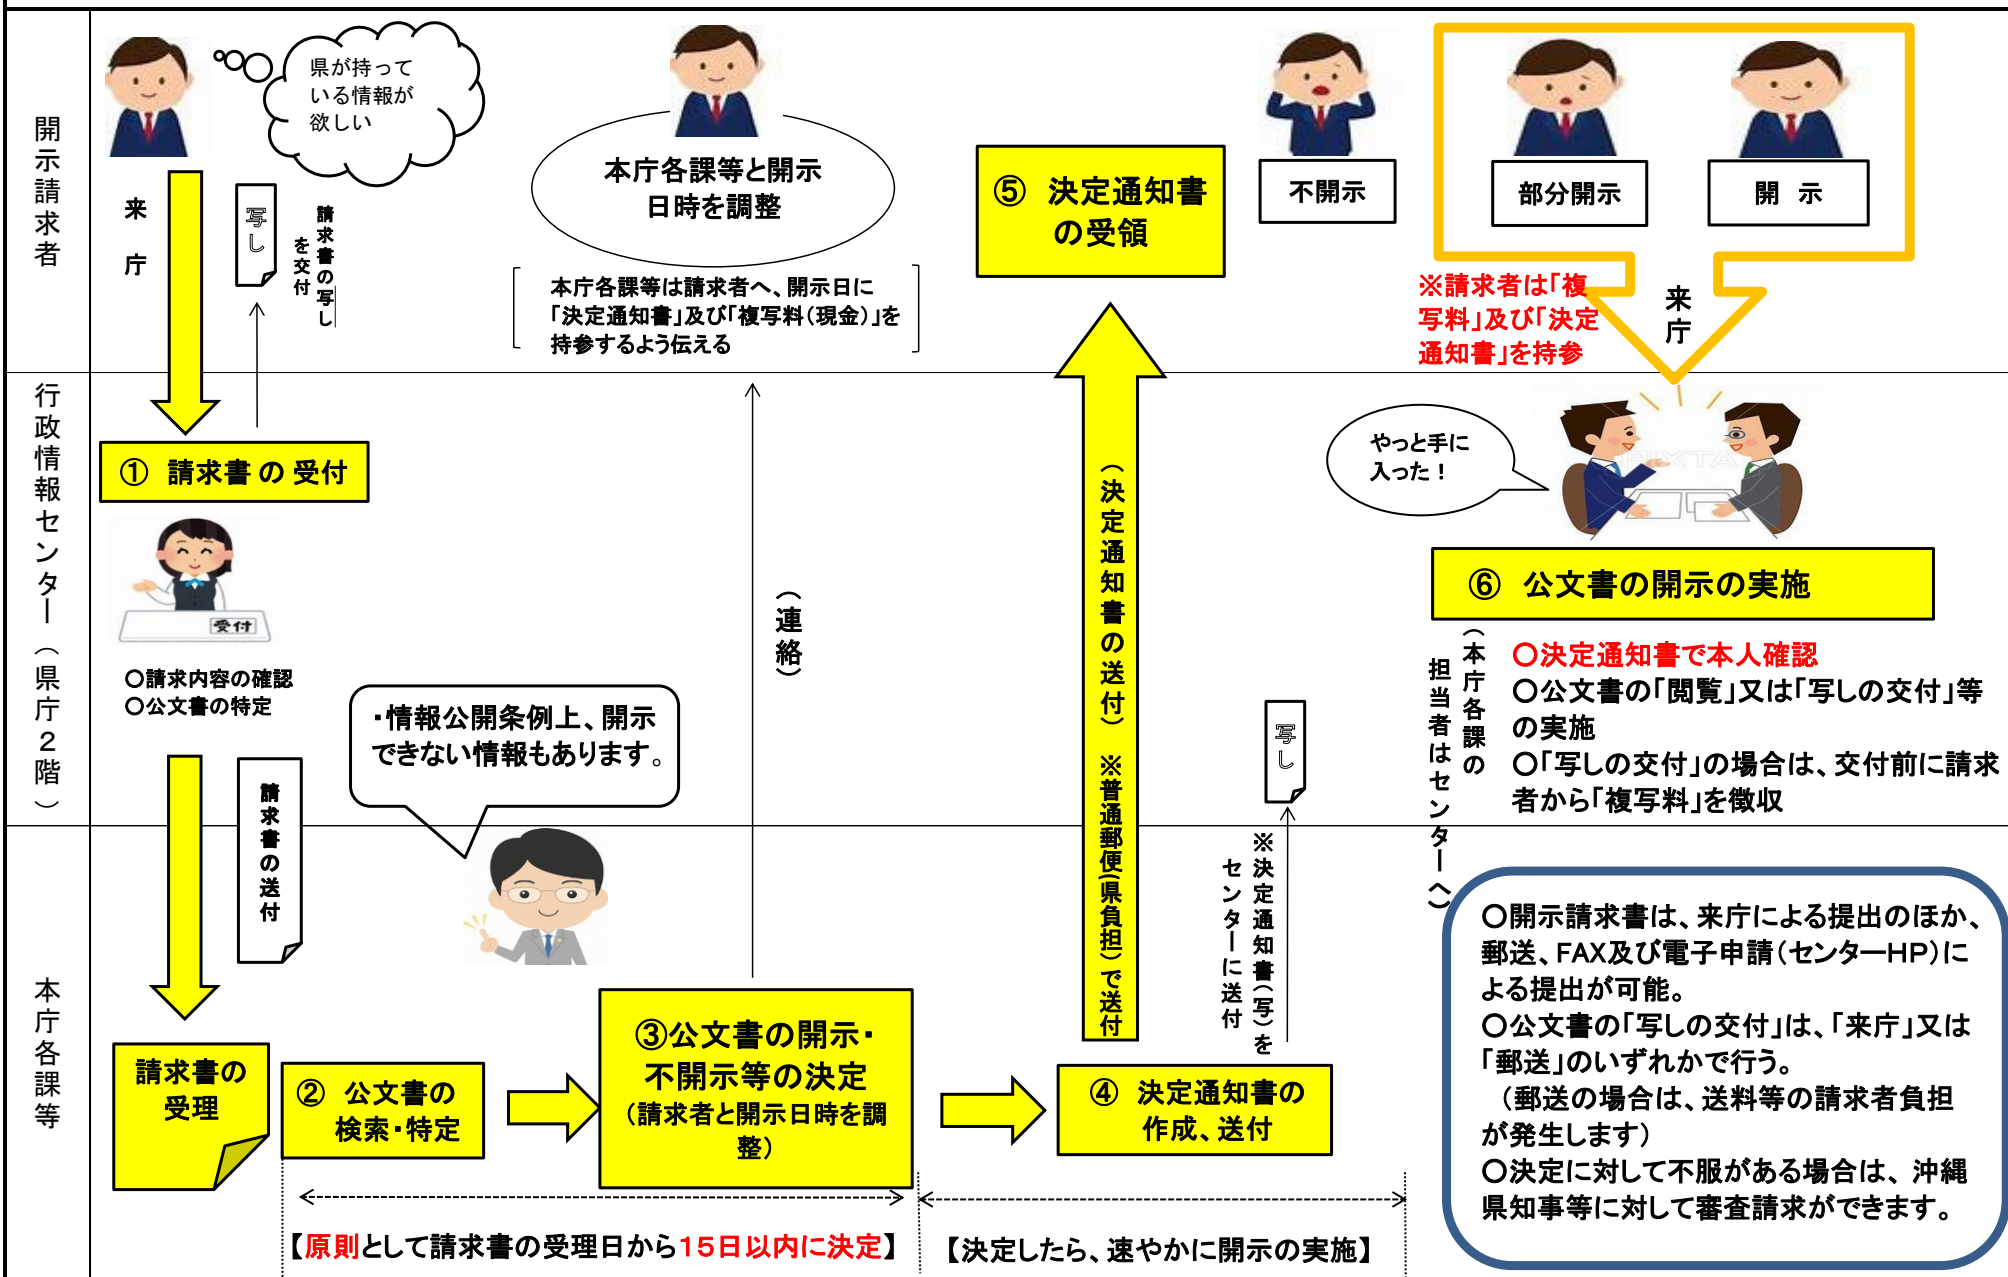 開示請求者
県が持って
いる情報が
欲しい
来庁
写し
請求書の写し
を交付
本庁各課等と開示
日時を調整
本庁各課等は請求者へ、開示日に
「決定通知書」及び「複写料（現金）」を
持参するよう伝える
⑤ 決定通知書
の受領
不開示
部分開示
開 示
※請求者は「複
写料」及び「決定
通知書」を持参
来庁
行政情報センター（県庁２階）
① 請求書 の 受付
受付
〇請求内容の確認
〇公文書の特定
請求書の送付
・情報公開条例上、開示
できない情報もあります。
（連絡）
（決定通知書の送付） ※普通郵便（県負担）で送付
写し
※決定通知書（写）を
センターに送付
やっと手に
入った！
PIXTA
⑥ 公文書の開示の実施
（本庁各課の
担当者はセンターへ）
〇決定通知書で本人確認
〇公文書の「閲覧」又は「写しの交付」等
の実施
〇「写しの交付」の場合は、交付前に請求
者から「複写料」を徴収
本庁各課等
請求書の
受理
② 公文書の
検索・特定
③公文書の開示・
不開示等の決定
（請求者と開示日時を調
整）
④ 決定通知書の
作成、送付
【原則として請求書の受理日から１５日以内に決定】
【決定したら、速やかに開示の実施】
〇開示請求書は、来庁による提出のほか、
郵送、FAX及び電子申請（センターHP）に
よる提出が可能。
〇公文書の「写しの交付」は、「来庁」又は
「郵送」のいずれかで行う。
（郵送の場合は、送料等の請求者負担
が発生します）
〇決定に対して不服がある場合は、沖縄
県知事等に対して審査請求ができます。